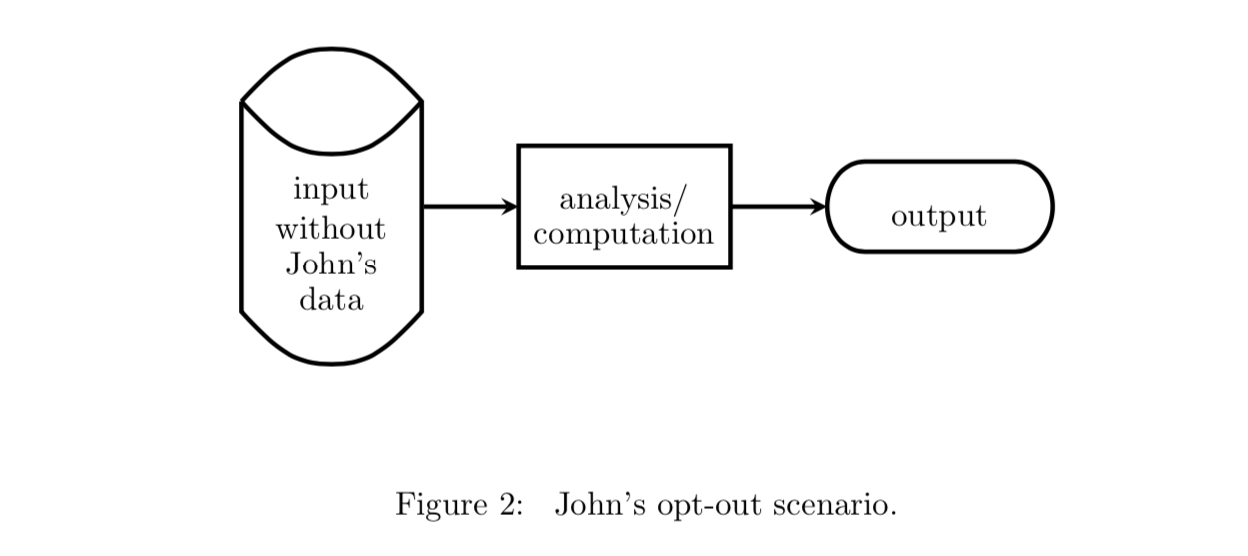 input
without
John's
data
analysis/
computation
output
Figure 2: John's opt-out scenario.